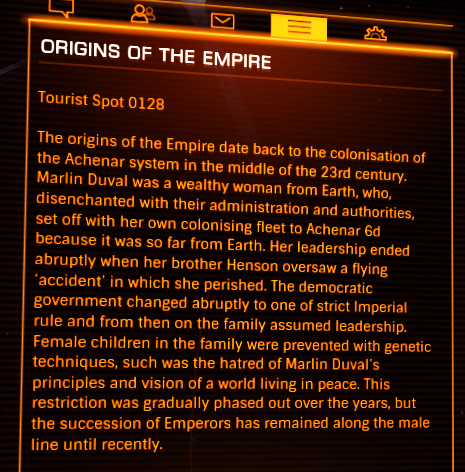 ORIGINS OF THE EMPIRE
Tourist Spot 0128
The origins of the Empire date back to the colonisation of
the Achenar system in the middle of the 23rd century.
Marlin Duval was a wealthy woman from Earth, who,
disenchanted with their administration and authorities,
set off with her own colonising fleet to Achenar 6d
because it was so far from Earth. Her leadership ended
abruptly when her brother Henson oversaw a flying
'accident' in which she perished. The democratic
government changed abruptly to one of strict Imperial
rule and from then on the family assumed leadership.
Female children in the family were prevented with genetic
techniques, such was the hatred of Marlin Duval's
principles and vision of a world living in peace. This
restriction was gradually phased out over the years, but
the succession of Emperors has remained along the male
line until recently.